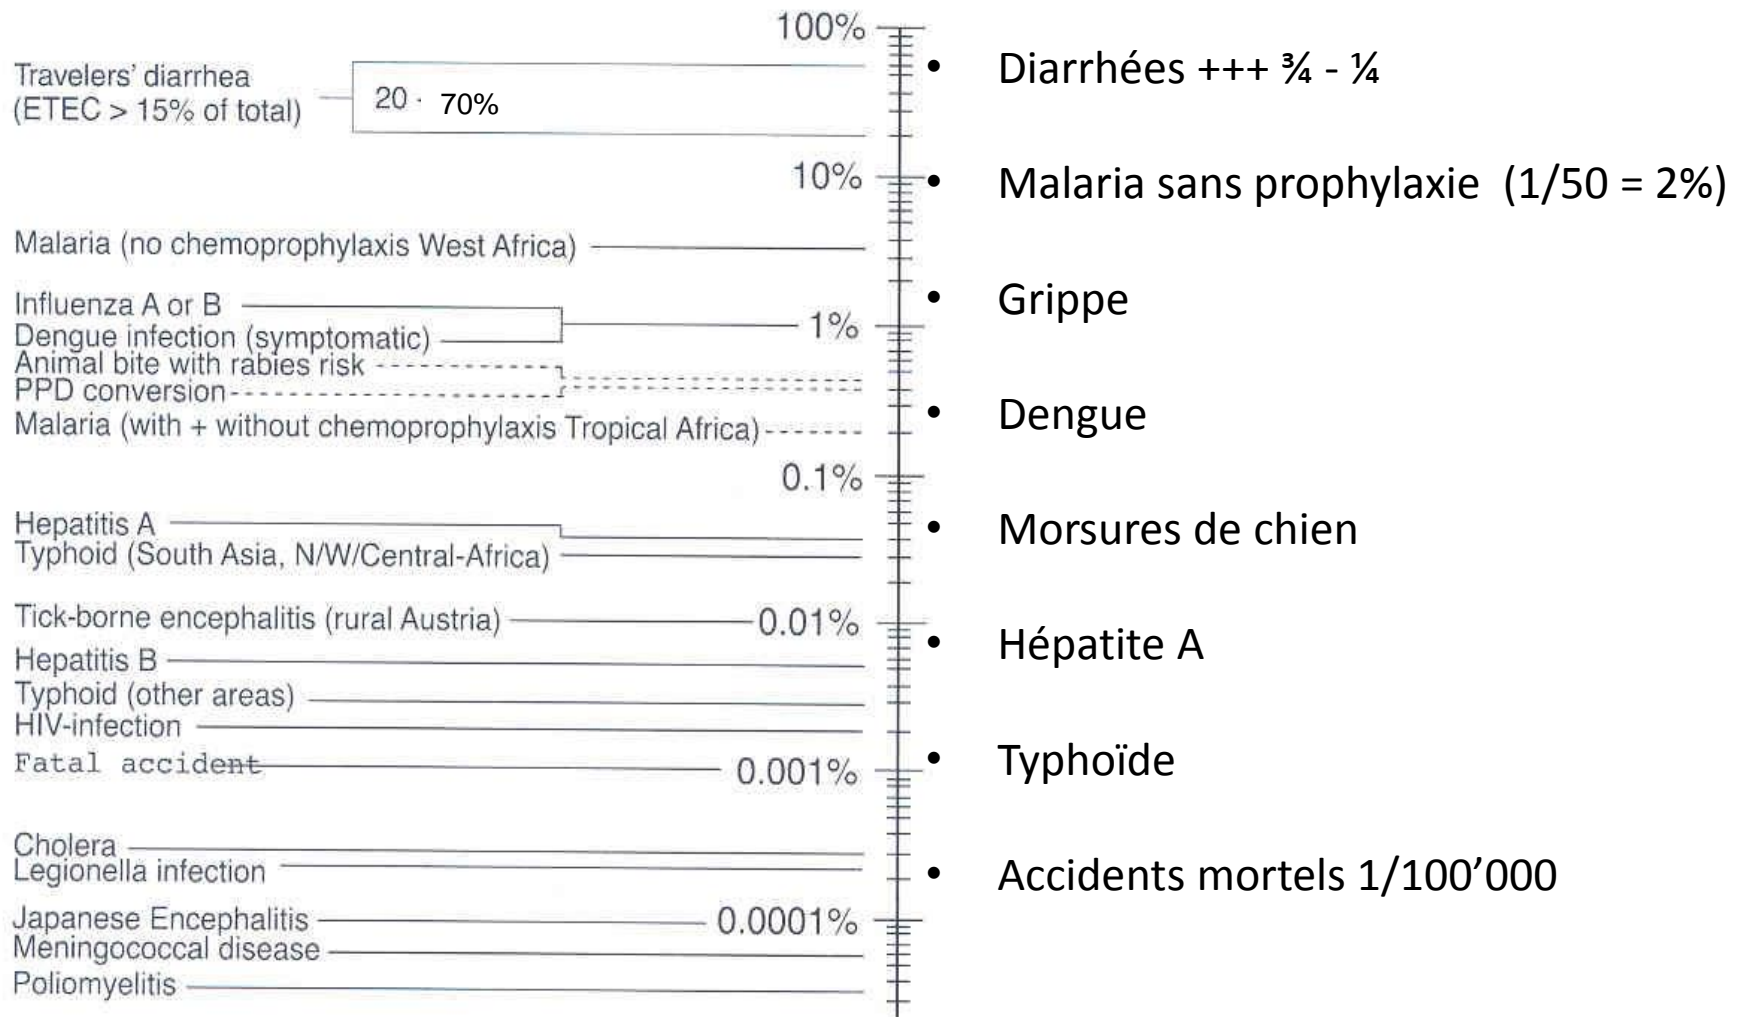 100%
Travelers' diarrhea
(ETEC > 15% of total)
20 - 70%
10%
Malaria (no chemoprophylaxis West Africa)
Influenza A or B
1%
Dengue infection (symptomatic)
Animal bite with rabies risk
PPD conversion
Malaria (with + without chemoprophylaxis Tropical Africa)
0.1%
Hepatitis A
Typhoid (South Asia, N/W/Central-Africa)
Tick-borne encephalitis (rural Austria)
0.01%
Hepatitis B
Typhoid (other areas)
HIV-infection
Fatal accident
0.001%
Cholera
Legionella infection
Japanese Encephalitis
0.0001%
Meningococcal disease
Poliomyelitis
• Diarrhées +++ ¾ - ¼
• Malaria sans prophylaxie (1/50 = 2%)
• Grippe
• Dengue
• Morsures de chien
• Hépatite A
• Typhoïde
• Accidents mortels 1/100’000